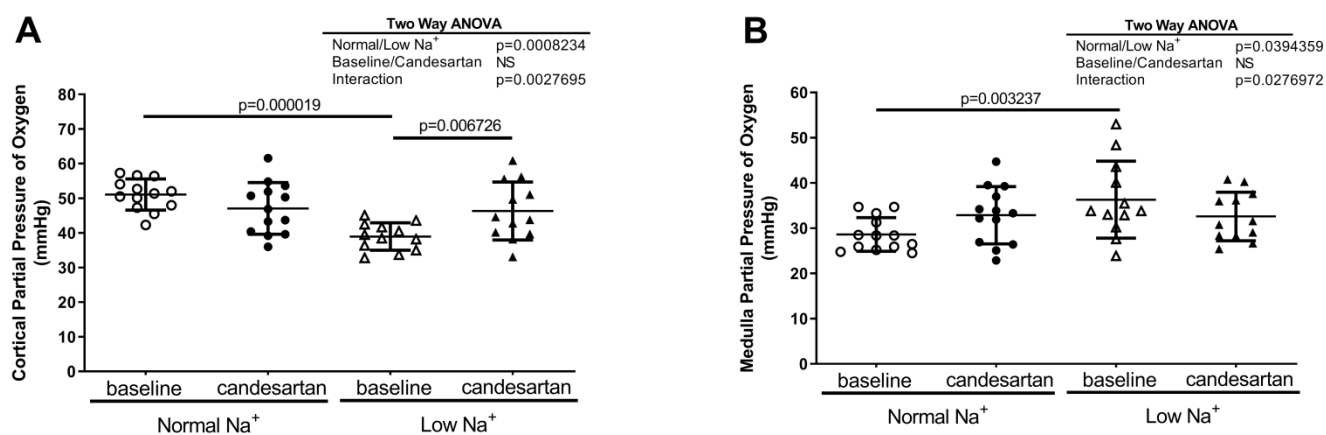 A
Two Way ANOVA
Normal/Low Na+ p=0.0008234
Baseline/Candesartan NS
Interaction p=0.0027695
Cortical Partial Pressure of Oxygen
(mmHg)
80
70
60
50
40
30
20
10
0
p=0.000019
p=0.006726
baseline candesartan baseline candesartan
Normal Na+ Low Na+
B
Two Way ANOVA
Normal/Low Na+ p=0.0394359
Baseline/Candesartan NS
Interaction p=0.0276972
Medulla Partial Pressure of Oxygen
(mmHg)
60
50
40
30
20
10
0
p=0.003237
baseline candesartan baseline candesartan
Normal Na+ Low Na+